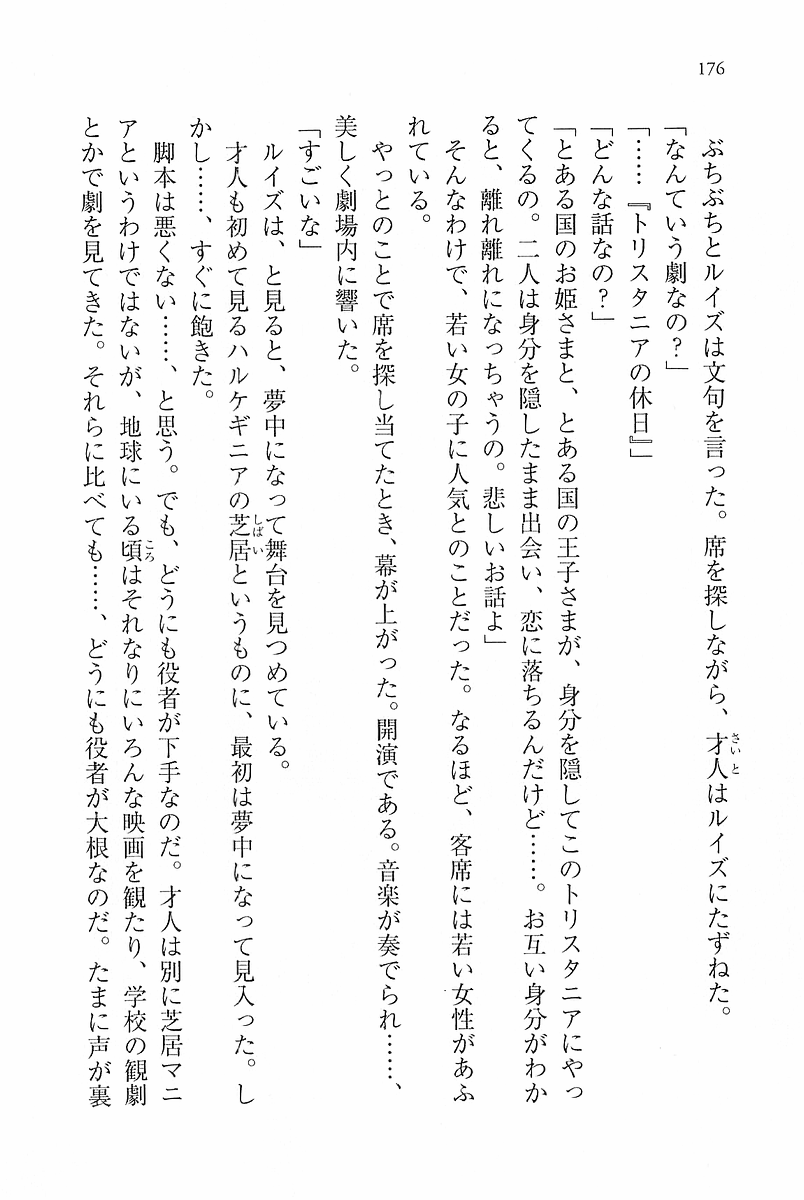 176
ぶちぶちとルイズは文句を言った。席を探しながら、才人はルイズにたずねた。
「なんていう劇なの？」
「……『トリスタニアの休日』」
「どんな話なの？」
「とある国のお姫さまと、とある国の王子さまが、身分を隠してこのトリスタニアにやっ
てくるの。二人は身分を隠したまま出会い、恋に落ちるんだけど……。お互い身分がわか
ると、離れ離れになっちゃうの。悲しいお話よ」
そんなわけで、若い女の子に人気とのことだった。なるほど、客席には若い女性があふ
れている。
やっとのことで席を探し当てたとき、幕が上がった。開演である。音楽が奏でられ……、
美しく劇場内に響いた。
「すごいな」
ルイズは、と見ると、夢中になって舞台を見つめている。
才人も初めて見るハルケギニアの芝居というものに、最初は夢中になって見入った。し
かし……、すぐに飽きた。
脚本は悪くない……、と思う。でも、どうにも役者が下手なのだ。才人は別に芝居マニ
アというわけではないが、地球にいる頃はそれなりにいろんな映画を観たり、学校の観劇
とかで劇を見てきた。それらに比べても……、どうにも役者が大根なのだ。たまに声が裏